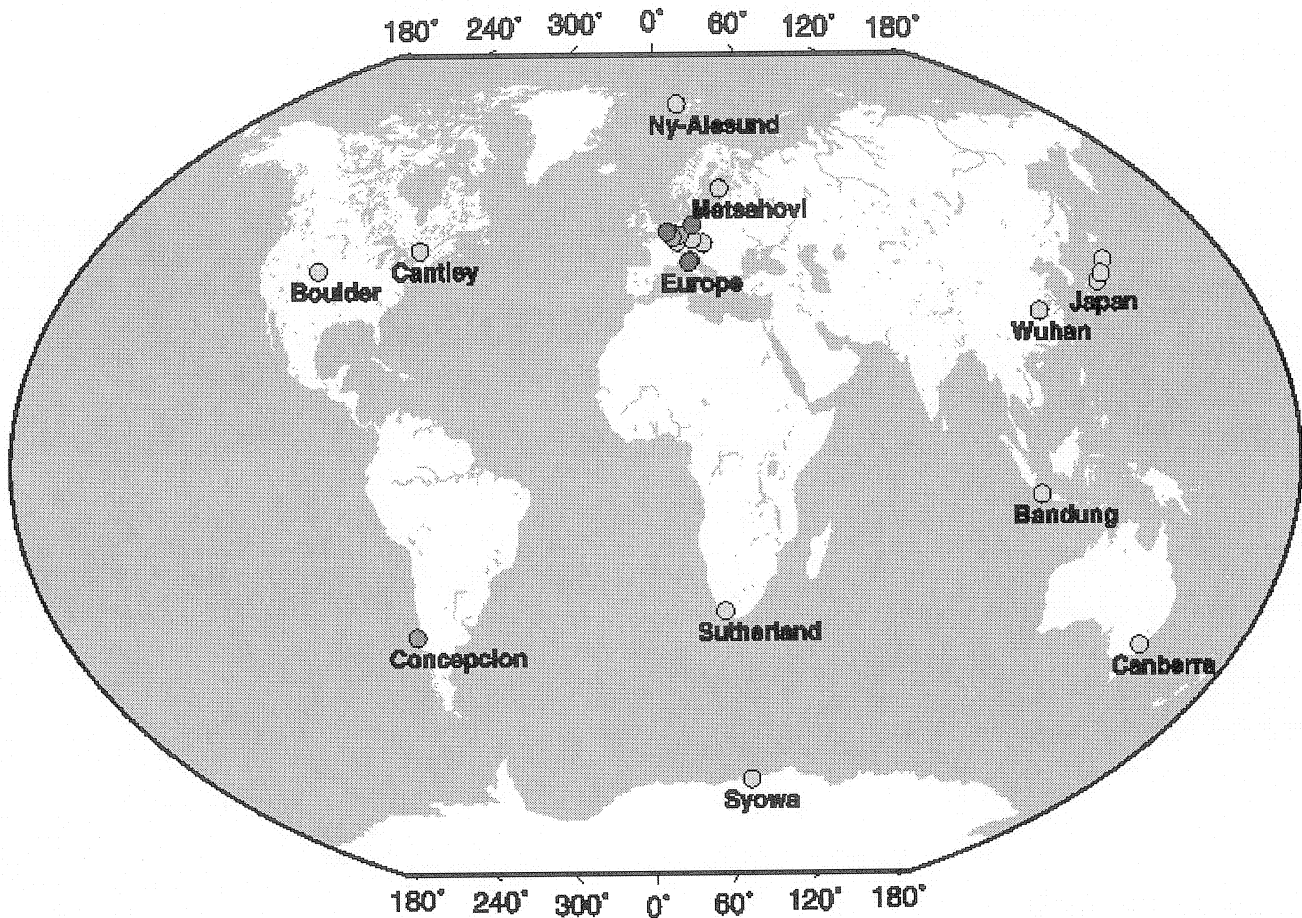 180° 240° 300° 0° 60° 120° 180°
Ny-Alesund
Metsahovi
Cantley
Boulder
Europe
Japan
Wuhan
Bandung
Sutherland
Concepcion
Canberra
Syowa
180° 240° 300° 0° 60° 120° 180°